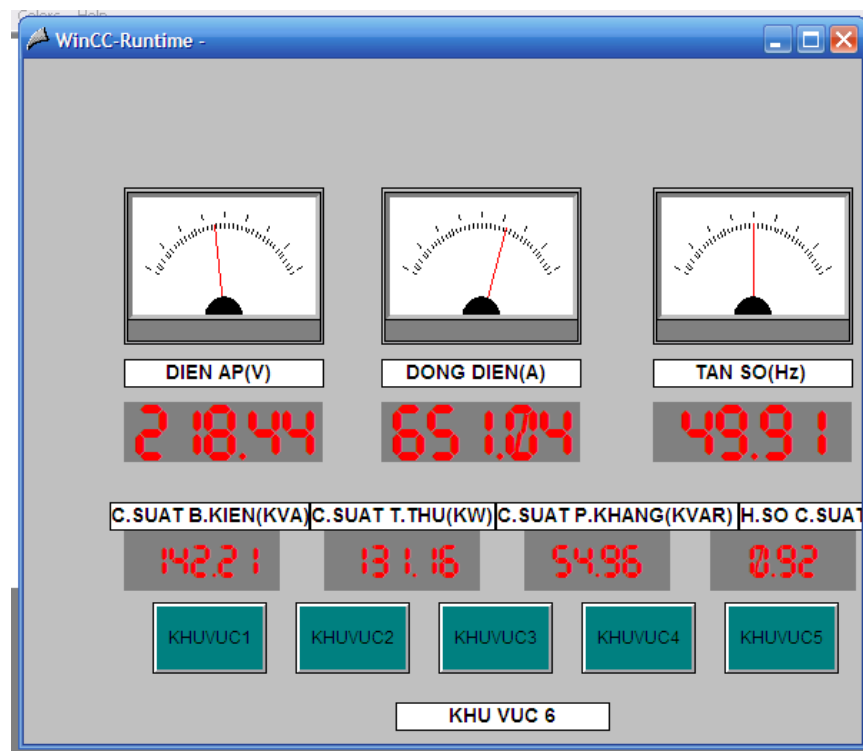 Colors Help
WinCC-Runtime -
DIEN AP(V) DONG DIEN(A) TAN SO(Hz)
218.44 651.04 49.91
C.SUAT B.KIEN(KVA) C.SUAT T.THU(KW) C.SUAT P.KHANG(KVAR) H.SO C.SUAT
142.21 131.16 54.96 0.92
KHUVUC1 KHUVUC2 KHUVUC3 KHUVUC4 KHUVUC5
KHU VUC 6